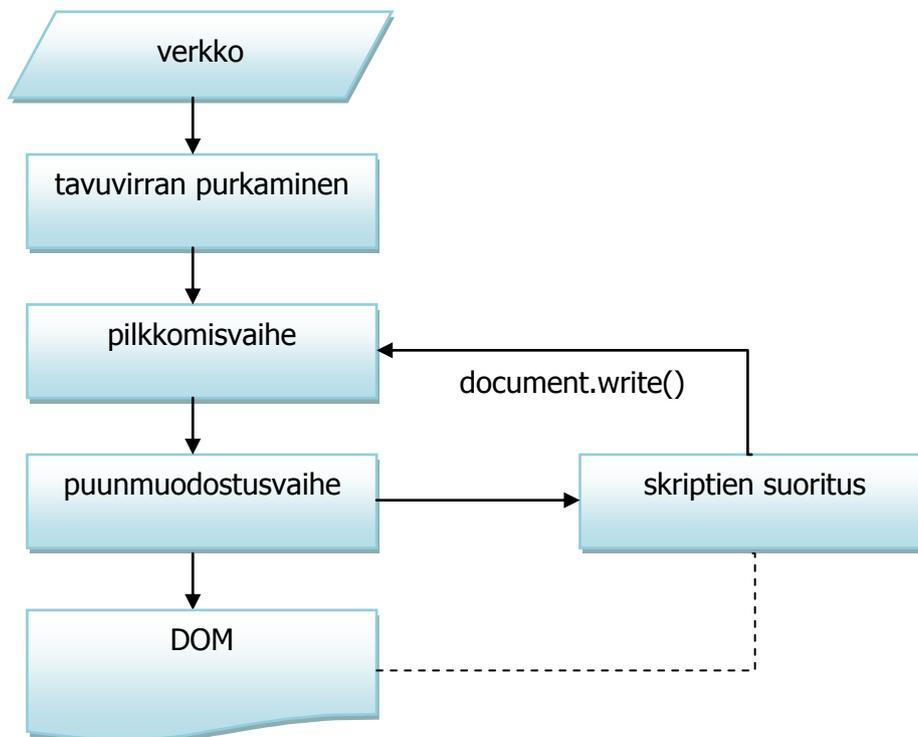 verkko
tavuvirran purkaminen
pilkkomisvaihe
document.write()
puunmuodostusvaihe
skriptien suoritus
DOM